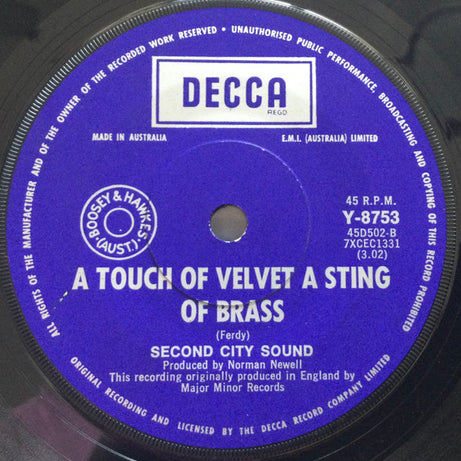 ALL RIGHTS OF THE MANUFACTURER AND OF THE OWNER OF THE RECORDED WORK RESERVED • UNAUTHORISED PUBLIC PERFORMANCE, BROADCASTING AND COPYING OF THIS RECORD PROHIBITED
DECCA
REGD
MADE IN AUSTRALIA
E.M.I. (AUSTRALIA) LIMITED
BOOSEY & HAWKES
(AUST.)
45 R.P.M.
Y-8753
45D502-B
7XCEC1331
(3.02)
A TOUCH OF VELVET A STING
OF BRASS
(Ferdy)
SECOND CITY SOUND
Produced by Norman Newell
This recording originally produced in England by
Major Minor Records
ORIGINAL RECORDING AND LICENSED BY THE DECCA RECORD COMPANY LIMITED